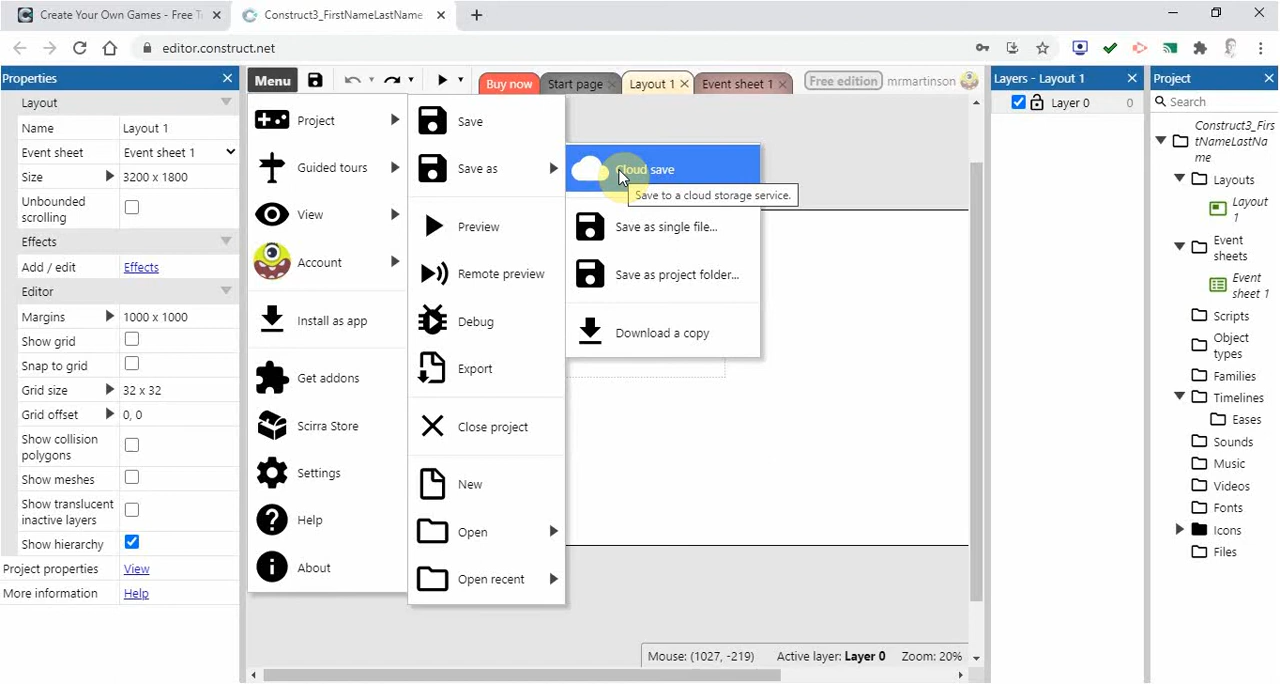 Create Your Own Games - Free T
Construct3_FirstNameLastName
editor.construct.net
Properties
Layout
Name Layout 1
Event sheet Event sheet 1
Size 3200 x 1800
Unbounded
scrolling
Effects
Add / edit Effects
Editor
Margins 1000 x 1000
Show grid
Snap to grid
Grid size 32 x 32
Grid offset 0, 0
Show collision
polygons
Show meshes
Show translucent
inactive layers
Show hierarchy
Project properties View
More information Help
Menu
Buy now
Start page
Layout 1
Event sheet 1
Free edition
mrmartinson
Project
Guided tours
View
Account
Install as app
Get addons
Scirra Store
Settings
Help
About
Save
Save as
Preview
Remote preview
Debug
Export
Close project
New
Open
Open recent
Cloud save
Save to a cloud storage service.
Save as single file...
Save as project folder...
Download a copy
Mouse: (1027, -219) Active layer: Layer 0 Zoom: 20%
Layers - Layout 1
Layer 0 0
Project
Search
Construct3_Firs
tNameLastNa
me
Layouts
Layout
1
Event
sheets
Event
sheet 1
Scripts
Object
types
Families
Timelines
Eases
Sounds
Music
Videos
Fonts
Icons
Files